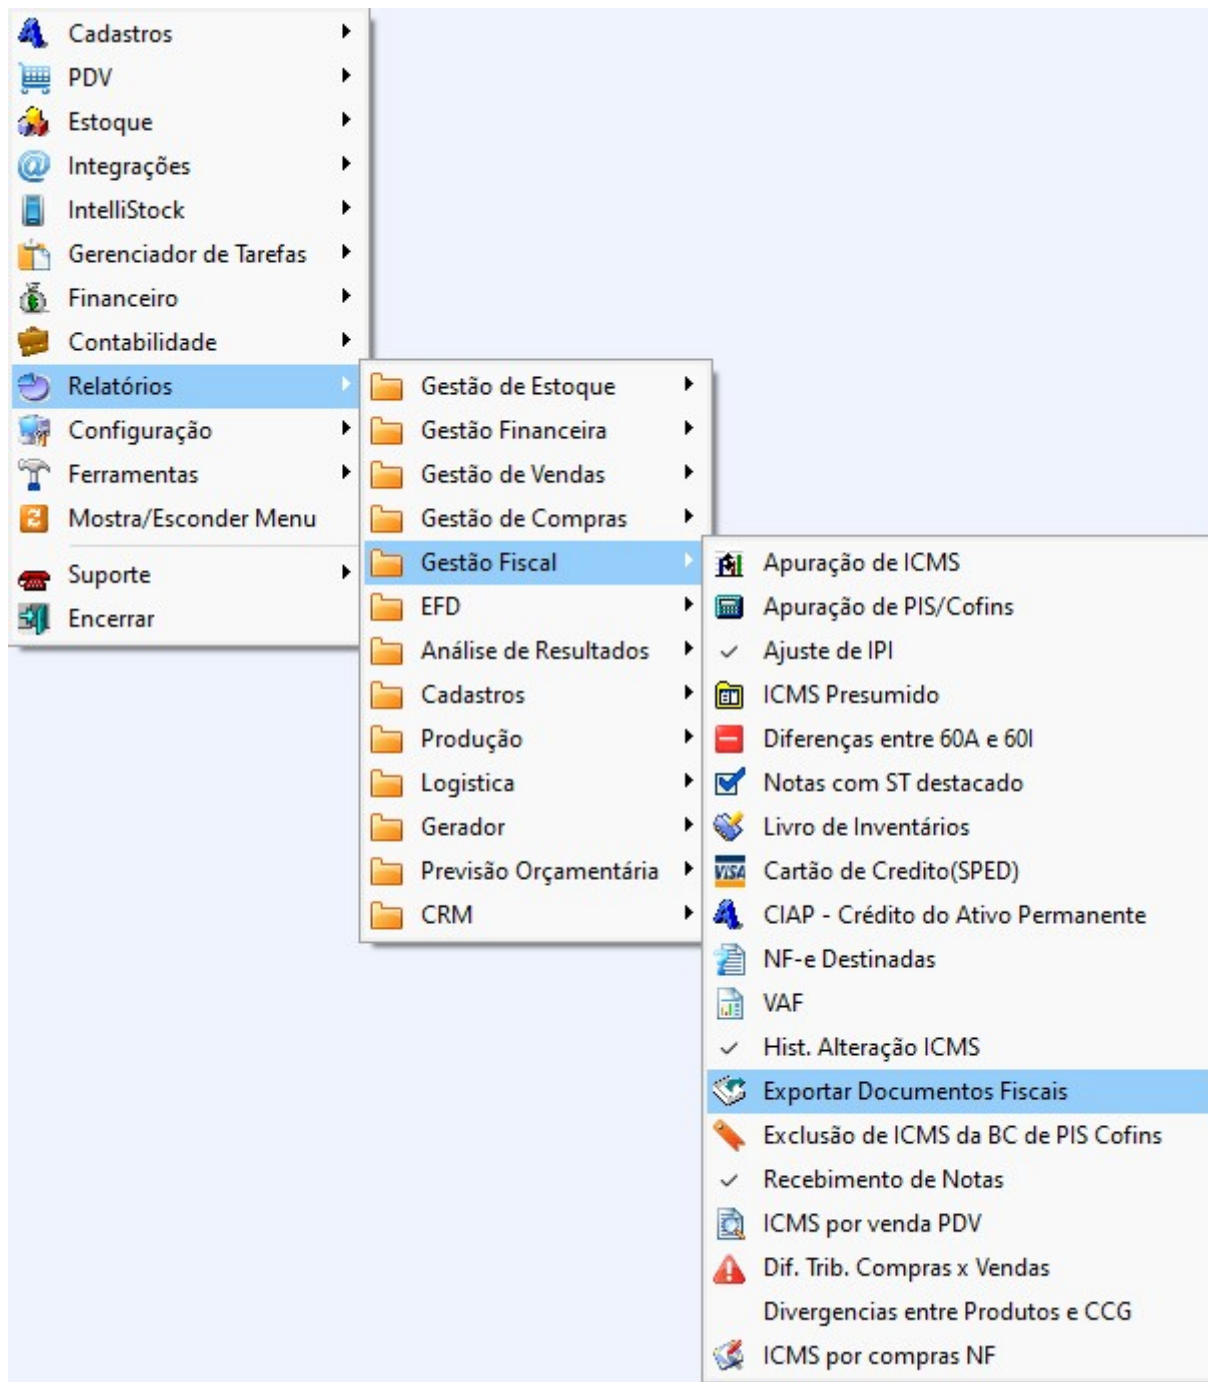 Cadastros
PDV
Estoque
Integrações
IntelliStock
Gerenciador de Tarefas
Financeiro
Contabilidade
Relatórios
Configuração
Ferramentas
Mostra/Esconder Menu
Suporte
Encerrar
Gestão de Estoque
Gestão Financeira
Gestão de Vendas
Gestão de Compras
Gestão Fiscal
EFD
Análise de Resultados
Cadastros
Produção
Logistica
Gerador
Previsão Orçamentária
CRM
Apuração de ICMS
Apuração de PIS/Cofins
Ajuste de IPI
ICMS Presumido
Diferenças entre 60A e 60I
Notas com ST destacado
Livro de Inventários
VISA Cartão de Credito(SPED)
CIAP - Crédito do Ativo Permanente
NF-e Destinadas
VAF
Hist. Alteração ICMS
Exportar Documentos Fiscais
Exclusão de ICMS da BC de PIS Cofins
Recebimento de Notas
ICMS por venda PDV
Dif. Trib. Compras x Vendas
Divergencias entre Produtos e CCG
ICMS por compras NF